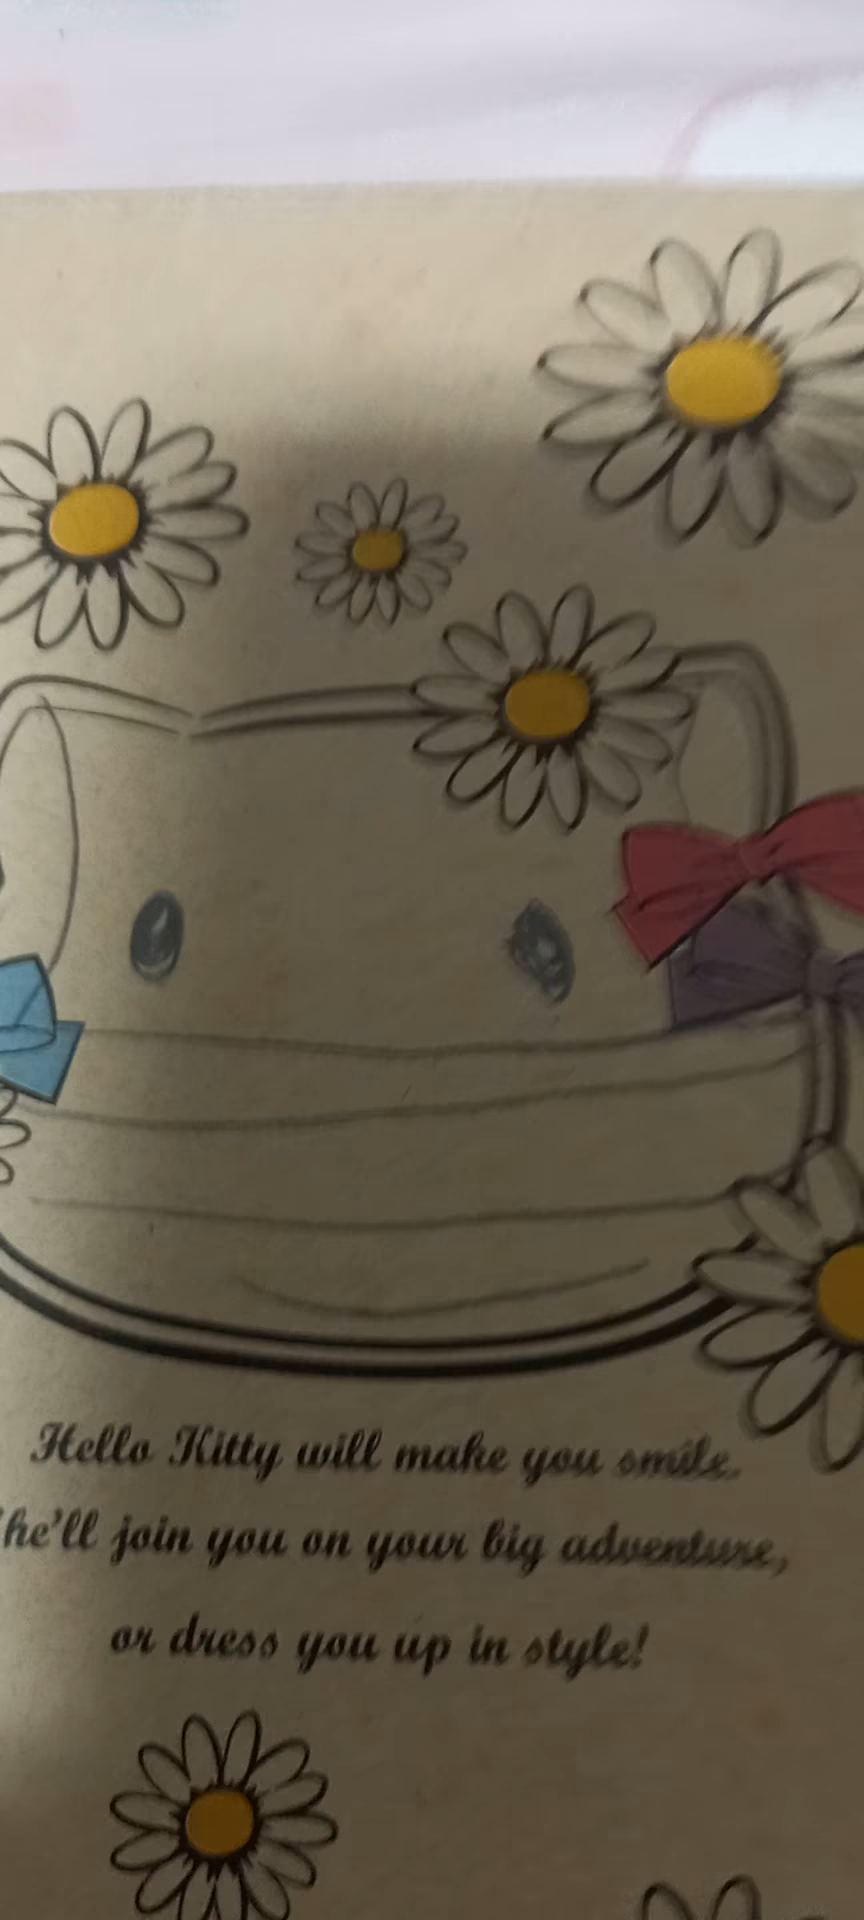 Hello Kitty will make you smile.
he'll join you on your big adventure,
or dress you up in style!